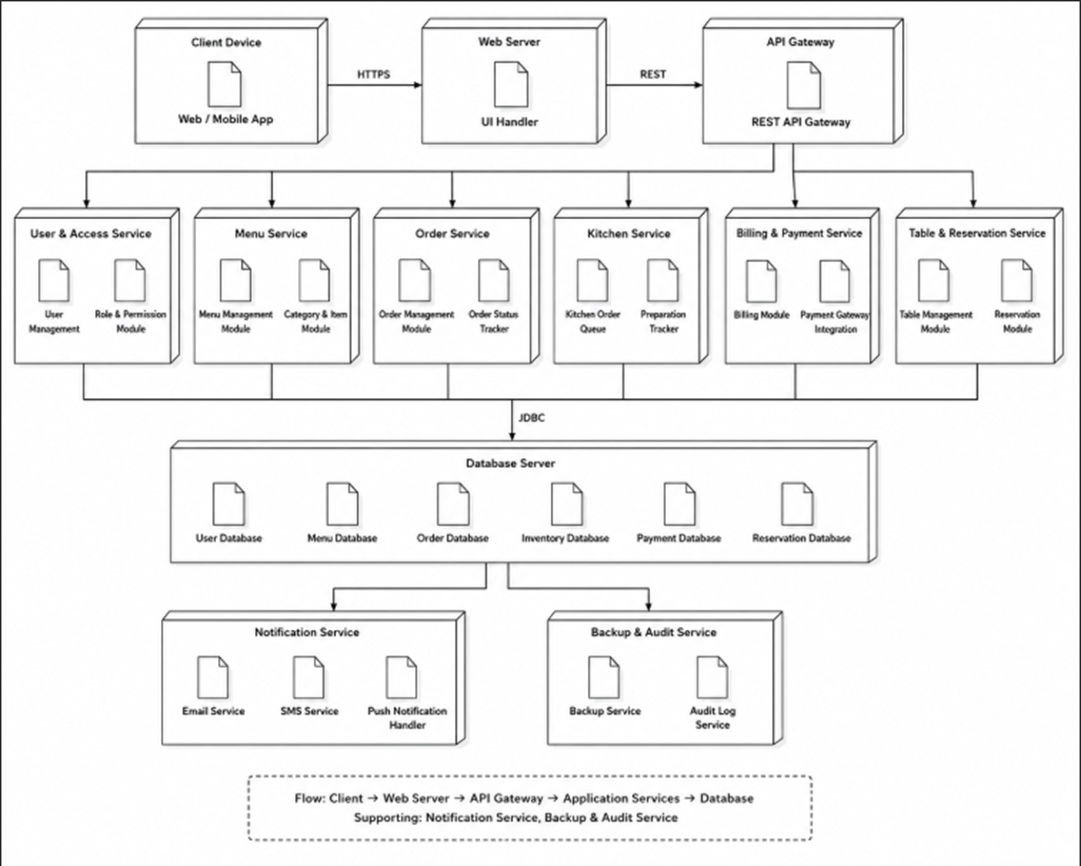 Client Device
Web / Mobile App
HTTPS
Web Server
UI Handler
REST
API Gateway
REST API Gateway
User & Access Service
User
Management
Role & Permission
Module
Menu Service
Menu Management
Module
Category & Item
Module
Order Service
Order Management
Module
Order Status
Tracker
Kitchen Service
Kitchen Order
Queue
Preparation
Tracker
Billing & Payment Service
Billing Module
Payment Gateway
Integration
Table & Reservation Service
Table Management
Module
Reservation
Module
JDBC
Database Server
User Database
Menu Database
Order Database
Inventory Database
Payment Database
Reservation Database
Notification Service
Email Service
SMS Service
Push Notification
Handler
Backup & Audit Service
Backup Service
Audit Log
Service
Flow: Client → Web Server → API Gateway → Application Services → Database
Supporting: Notification Service, Backup & Audit Service